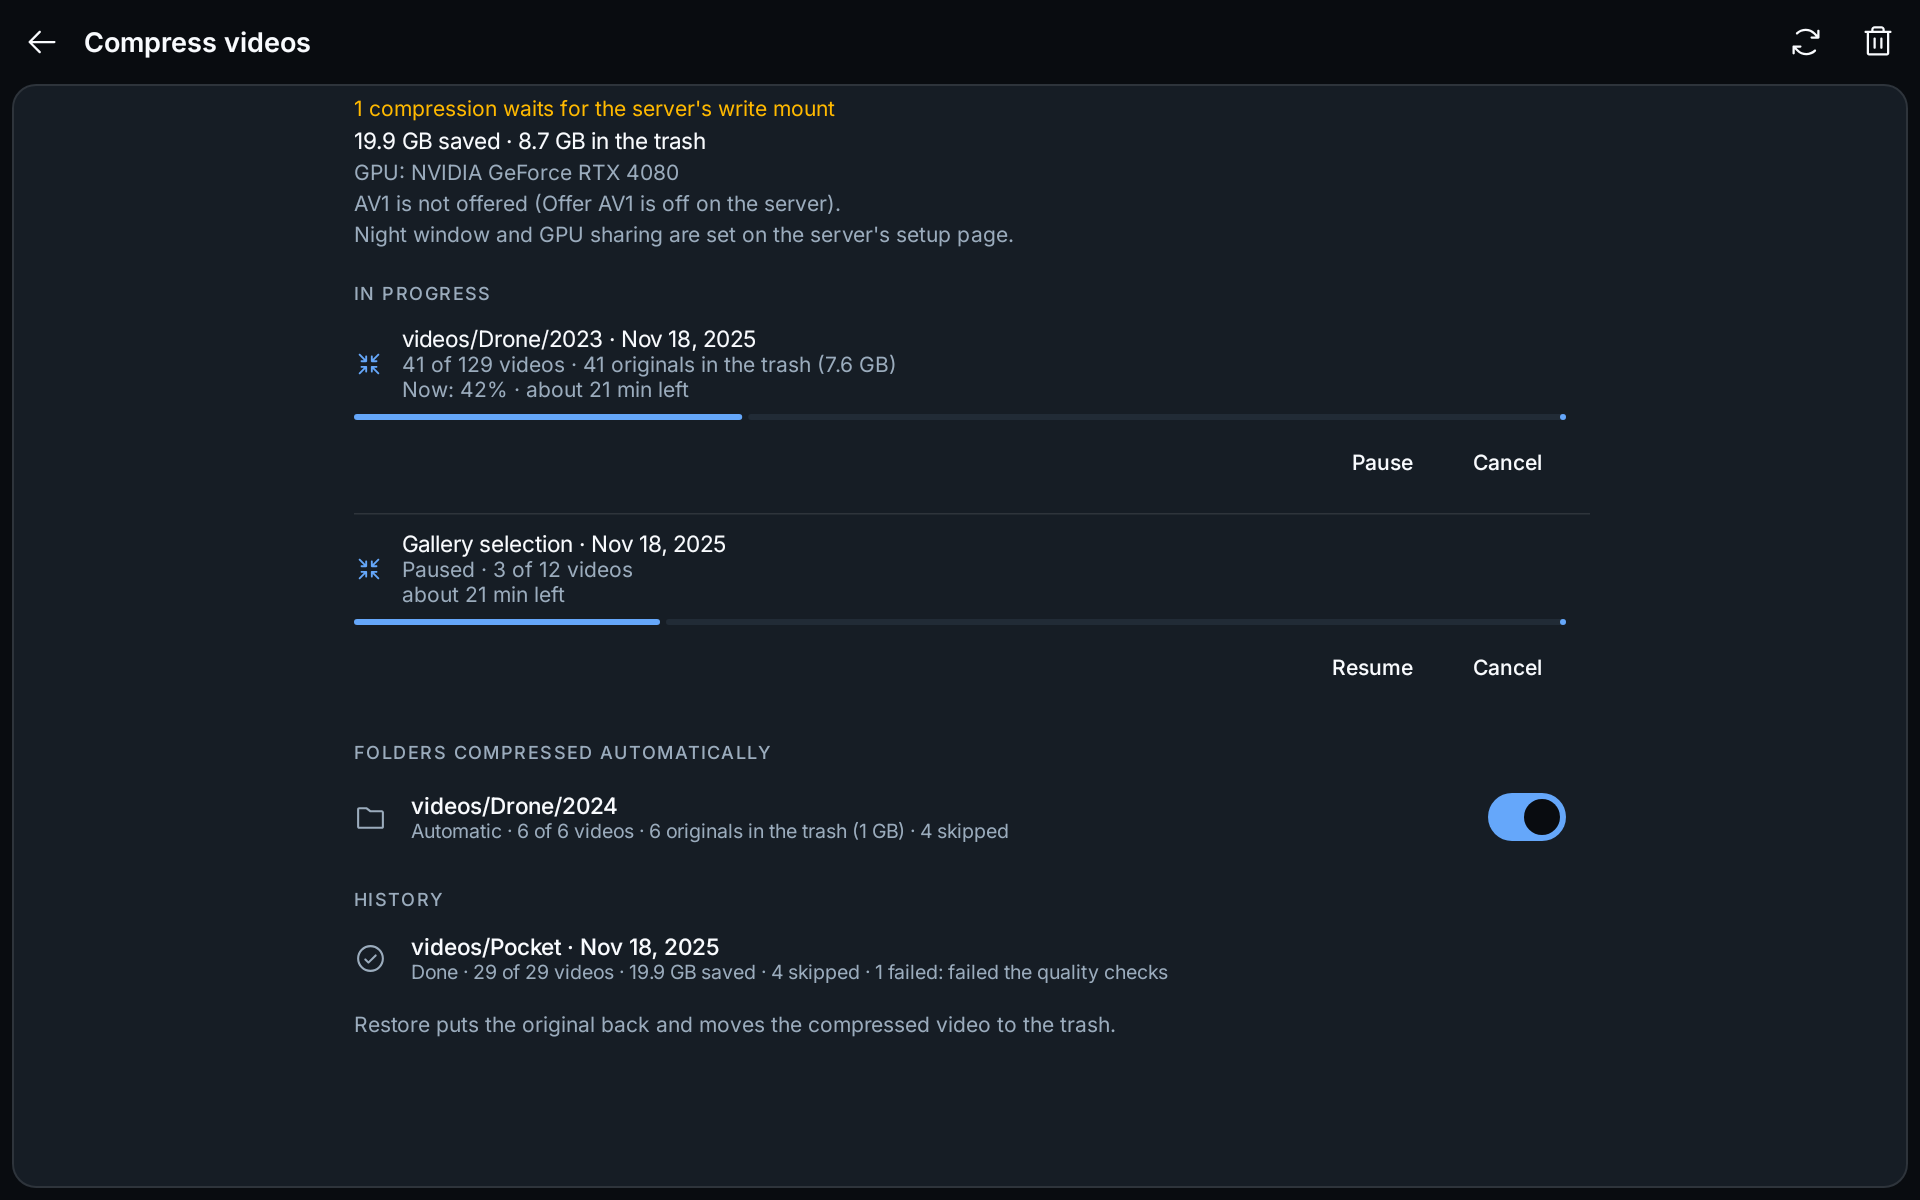 Compress videos
1 compression waits for the server's write mount
19.9 GB saved · 8.7 GB in the trash
GPU: NVIDIA GeForce RTX 4080
AV1 is not offered (Offer AV1 is off on the server).
Night window and GPU sharing are set on the server's setup page.
IN PROGRESS
videos/Drone/2023 · Nov 18, 2025
41 of 129 videos · 41 originals in the trash (7.6 GB)
Now: 42% · about 21 min left
Pause Cancel
Gallery selection · Nov 18, 2025
Paused · 3 of 12 videos
about 21 min left
Resume Cancel
FOLDERS COMPRESSED AUTOMATICALLY
videos/Drone/2024
Automatic · 6 of 6 videos · 6 originals in the trash (1 GB) · 4 skipped
HISTORY
videos/Pocket · Nov 18, 2025
Done · 29 of 29 videos · 19.9 GB saved · 4 skipped · 1 failed: failed the quality checks
Restore puts the original back and moves the compressed video to the trash.